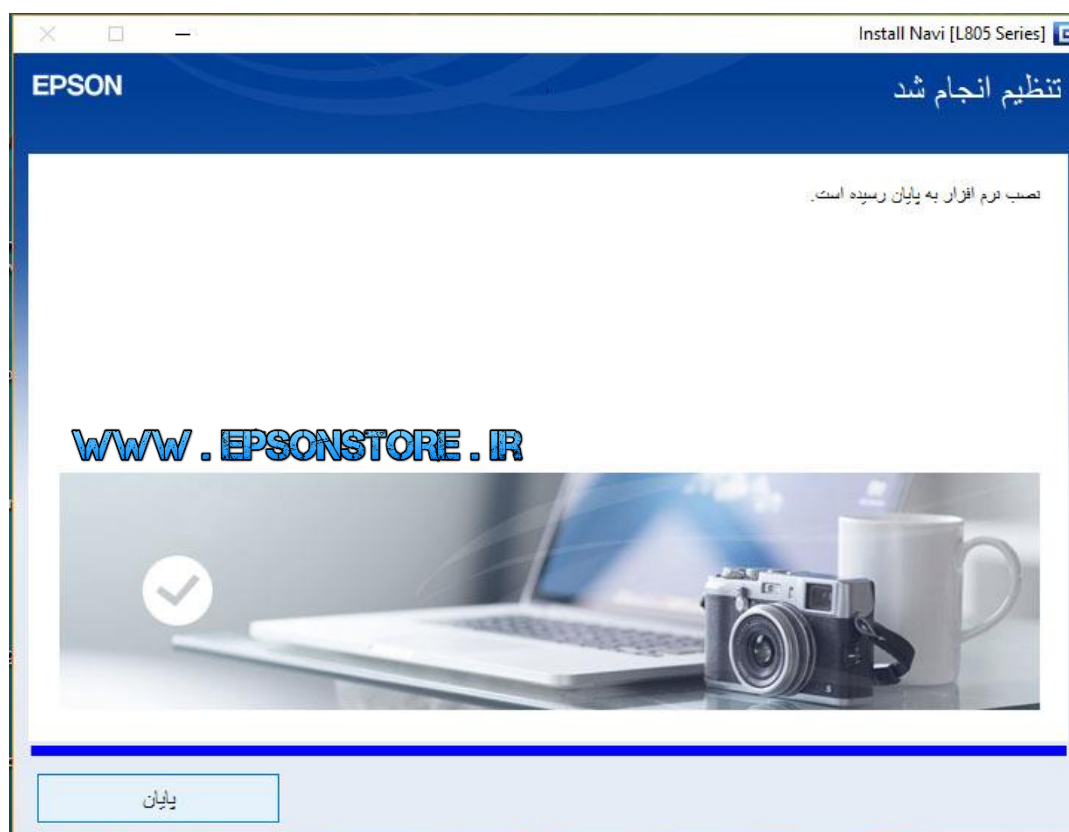 Install Navi [L805 Series]
EPSON
تنظیم انجام شد
نصب نرم افزار به پایان رسیده است.
WWW . EPSONSTORE . IR
پایان